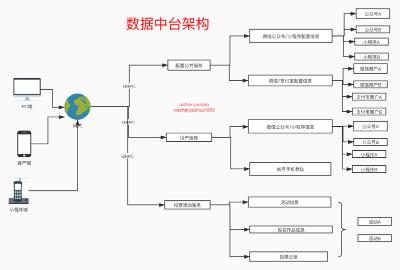 数据中台架构
公众号A
公众号B
微信公众号/小程序配置信息
小程序A
小程序B
GRPC
配置公共服务
微信商户A
微信/支付宝配置信息
微信商户B
支付宝商户A
支付宝商户B
PC端
author:jackluo
wechat:jackluo1989
网关
GRPC
微信公众号/小程序信息
公众号A
公众号B
客户端
用户服务
GRPC
小程序A
小程序B
账号手机登陆
小程序端
活动信息
投票活动服务
报名作品信息
活动A
活动B
投票记录